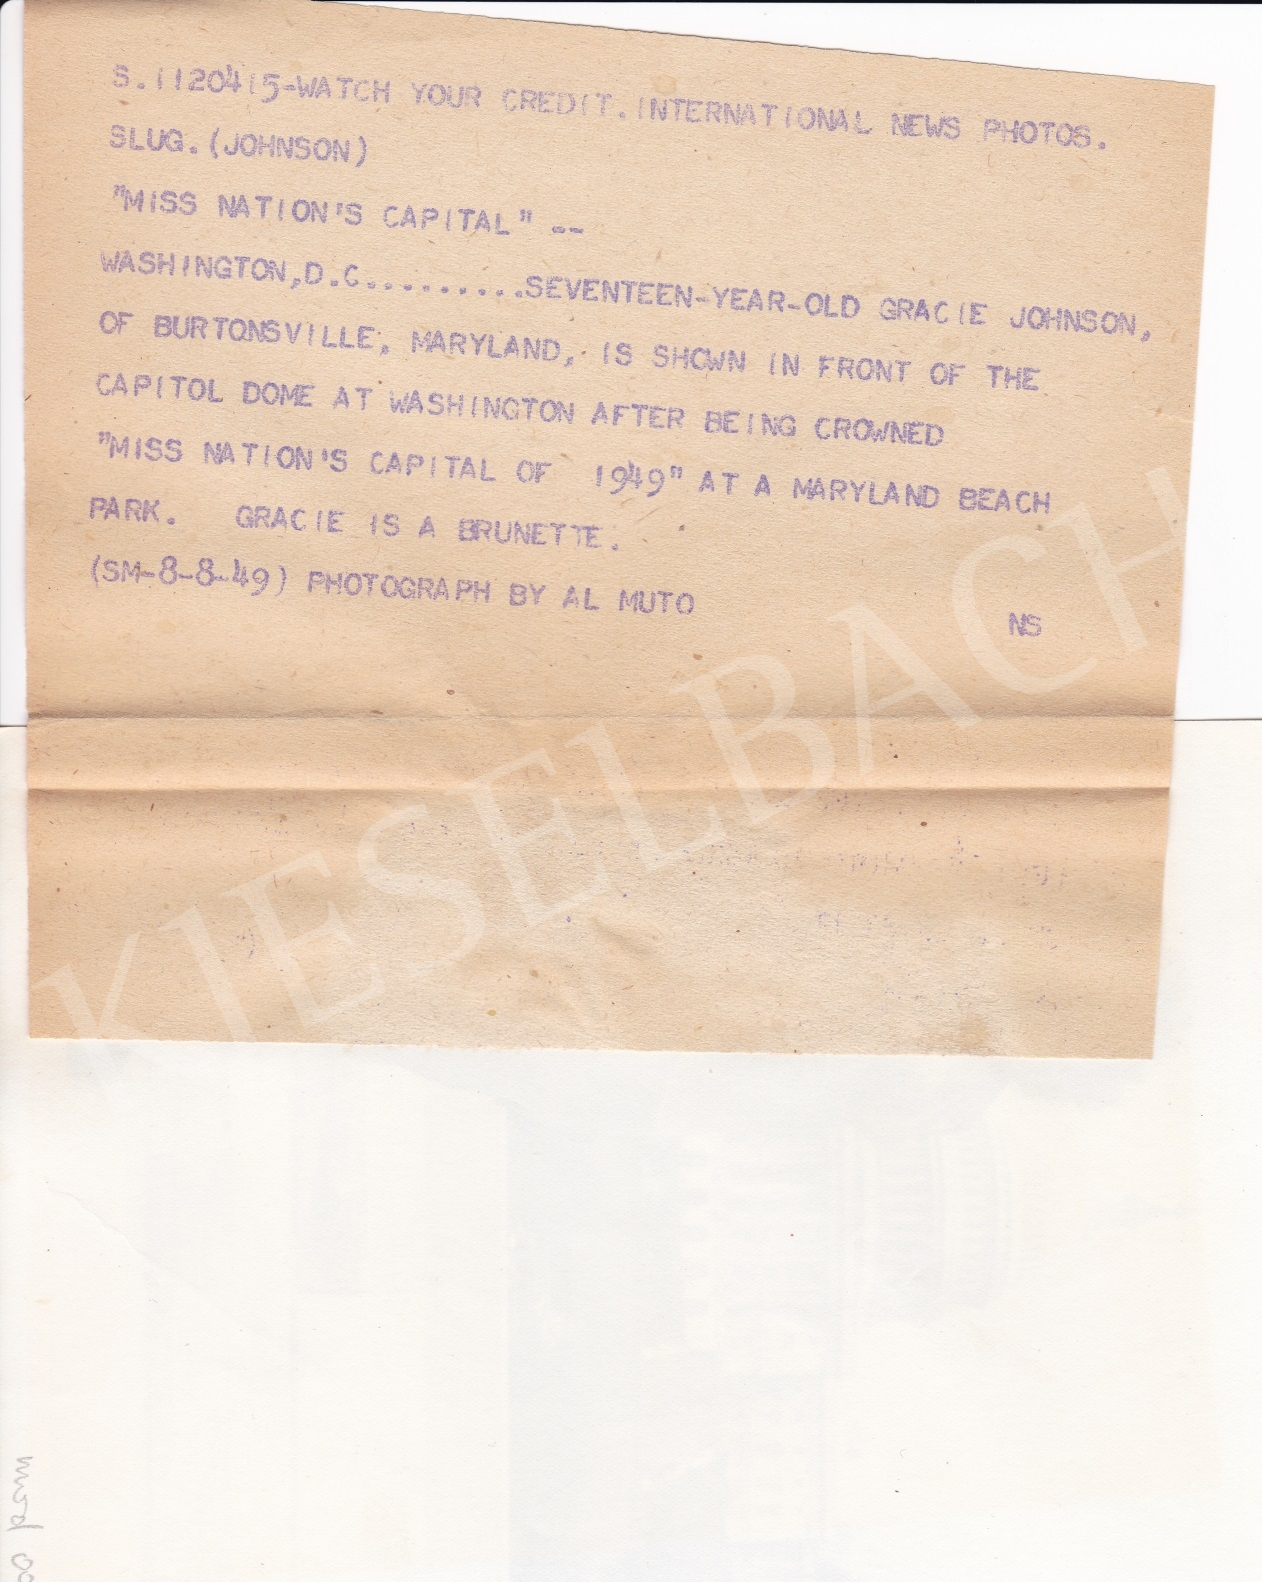 S.1120415-WATCH YOUR CREDIT.INTERNATIONAL NEWS PHOTOS.
SLUG.(JOHNSON)
"MISS NATION'S CAPITAL" --
WASHINGTON,D.C..........SEVENTEEN-YEAR-OLD GRACIE JOHNSON,
OF BURTONSVILLE, MARYLAND, IS SHOWN IN FRONT OF THE
CAPITOL DOME AT WASHINGTON AFTER BEING CROWNED
"MISS NATION'S CAPITAL OF 1949" AT A MARYLAND BEACH
PARK. GRACIE IS A BRUNETTE.
(SM-8-8-49) PHOTOGRAPH BY AL MUTO
NS
KIESELBACH